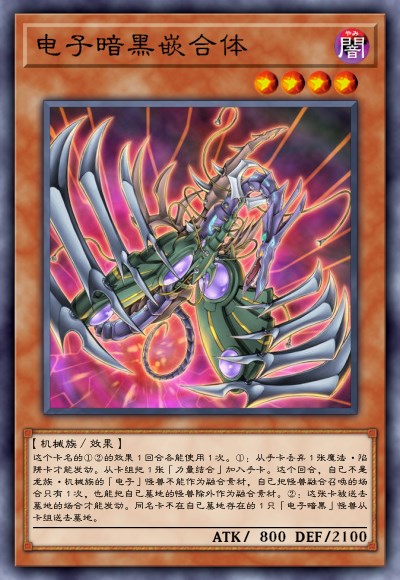 电子暗黑嵌合体
やみ
闇
【机械族／效果】
这个卡名的①②的效果1回合各能使用1次。①：从手卡丢弃1张魔法·陷
阱卡才能发动。从卡组把1张「力量结合」加入手卡。这个回合，自己不是
龙族·机械族的「电子」怪兽不能作为融合素材，自己把怪兽融合召唤的场
合只有1次，也能把自己墓地的怪兽除外作为融合素材。②：这张卡被送去
墓地的场合才能发动。同名卡不在自己墓地存在的1只「电子暗黑」怪兽从
卡组送去墓地。
ATK/ 800 DEF/2100